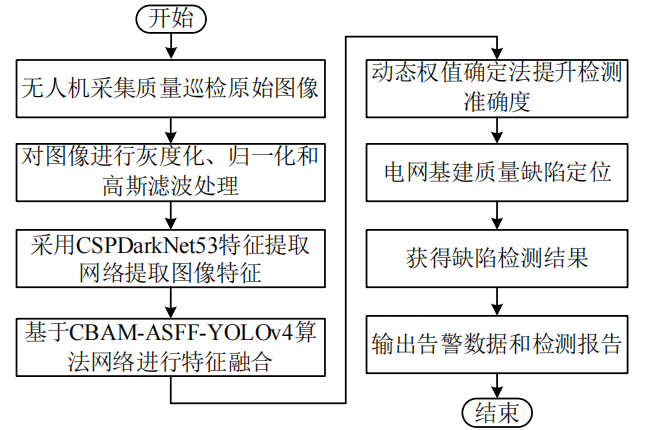 开始
无人机采集质量巡检原始图像
对图像进行灰度化、归一化和
高斯滤波处理
采用CSPDarkNet53特征提取
网络提取图像特征
基于CBAM-ASFF-YOLOv4算
法网络进行特征融合
动态权值确定法提升检测
准确度
电网基建质量缺陷定位
获得缺陷检测结果
输出告警数据和检测报告
结束